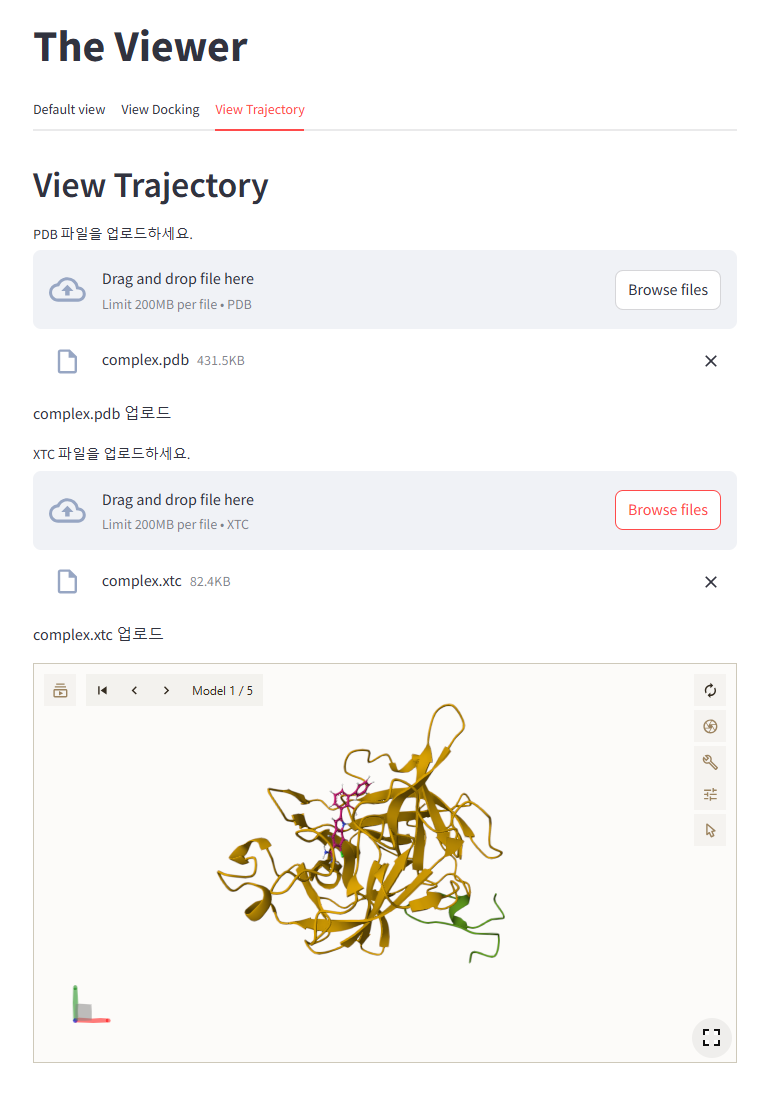 The Viewer
Default view View Docking View Trajectory
View Trajectory
PDB 파일을 업로드하세요.
Drag and drop file here
Limit 200MB per file • PDB
Browse files
complex.pdb 431.5KB
complex.pdb 업로드
XTC 파일을 업로드하세요.
Drag and drop file here
Limit 200MB per file • XTC
Browse files
complex.xtc 82.4KB
complex.xtc 업로드
Model 1 / 5